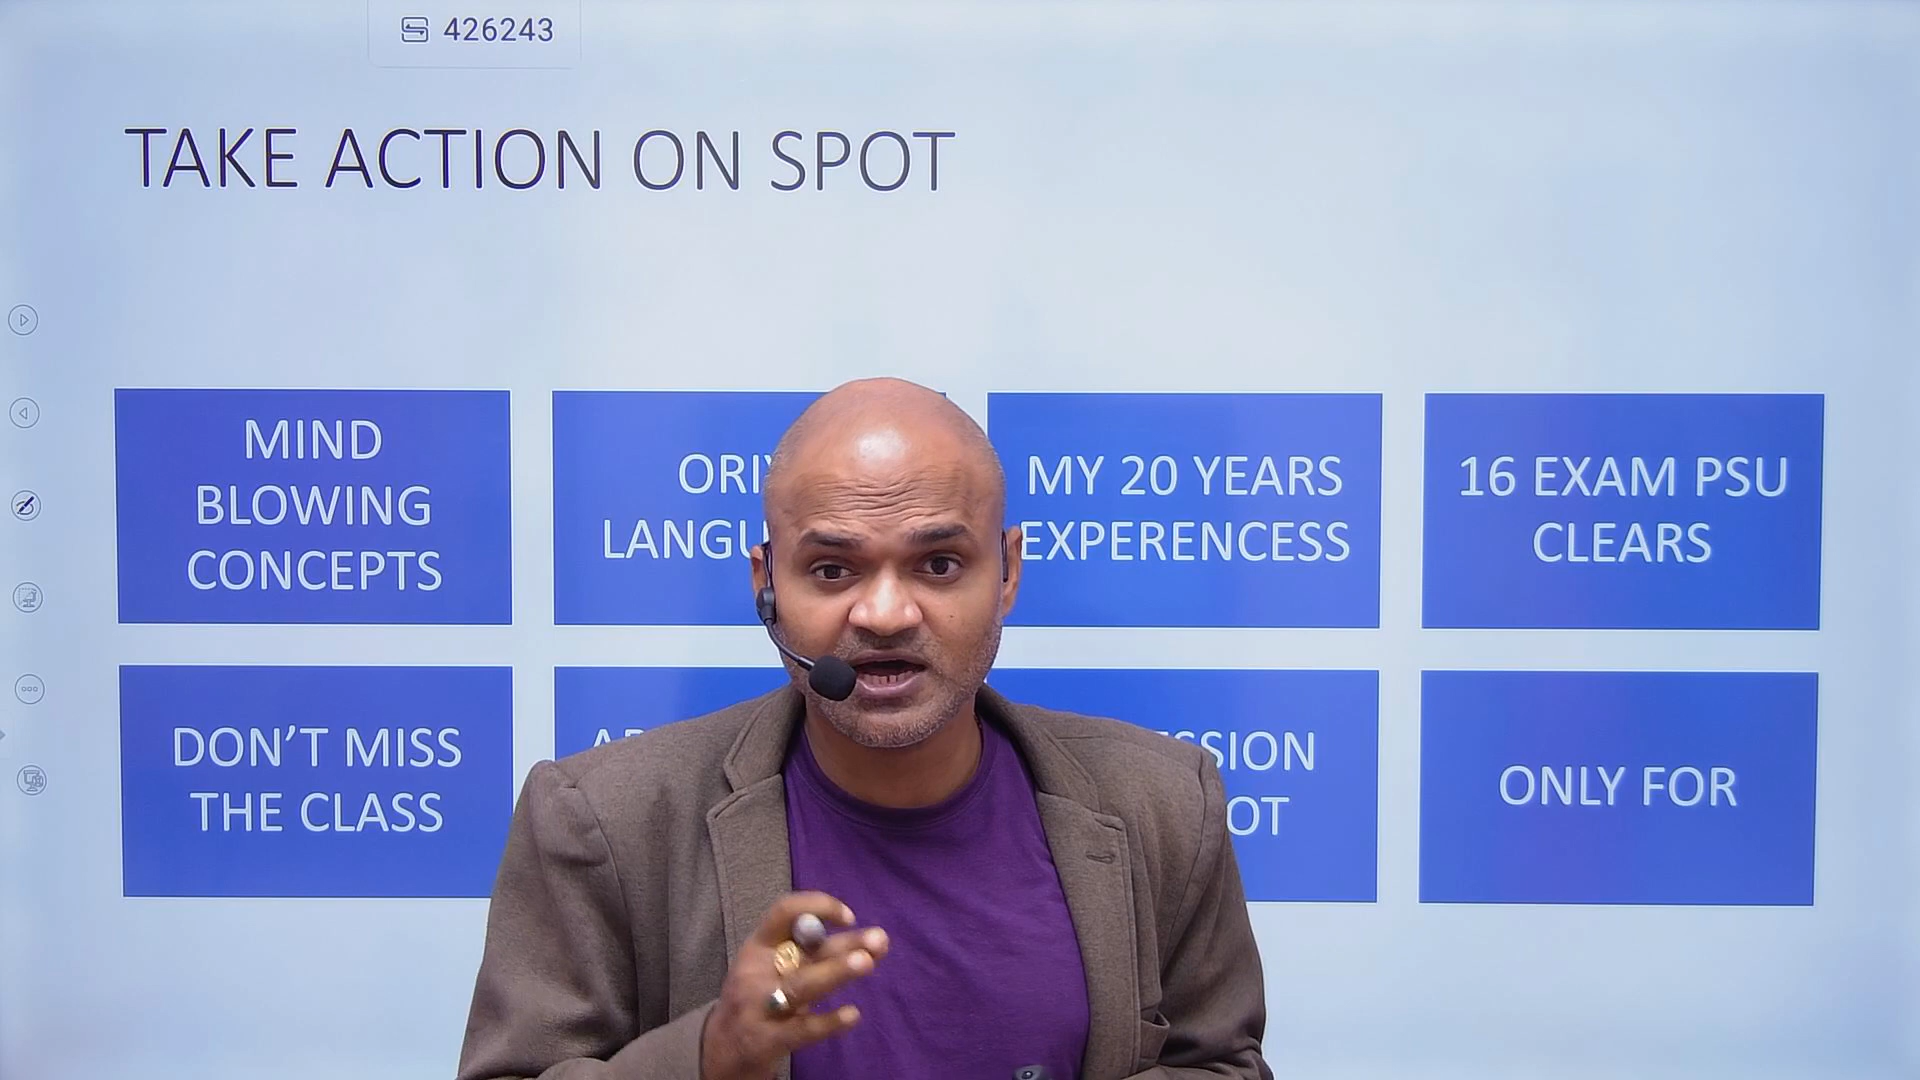 426243
TAKE ACTION ON SPOT
MIND
BLOWING
CONCEPTS
MY 20 YEARS
EXPERENCESS
16 EXAM PSU
CLEARS
DON’T MISS
THE CLASS
ONLY FOR